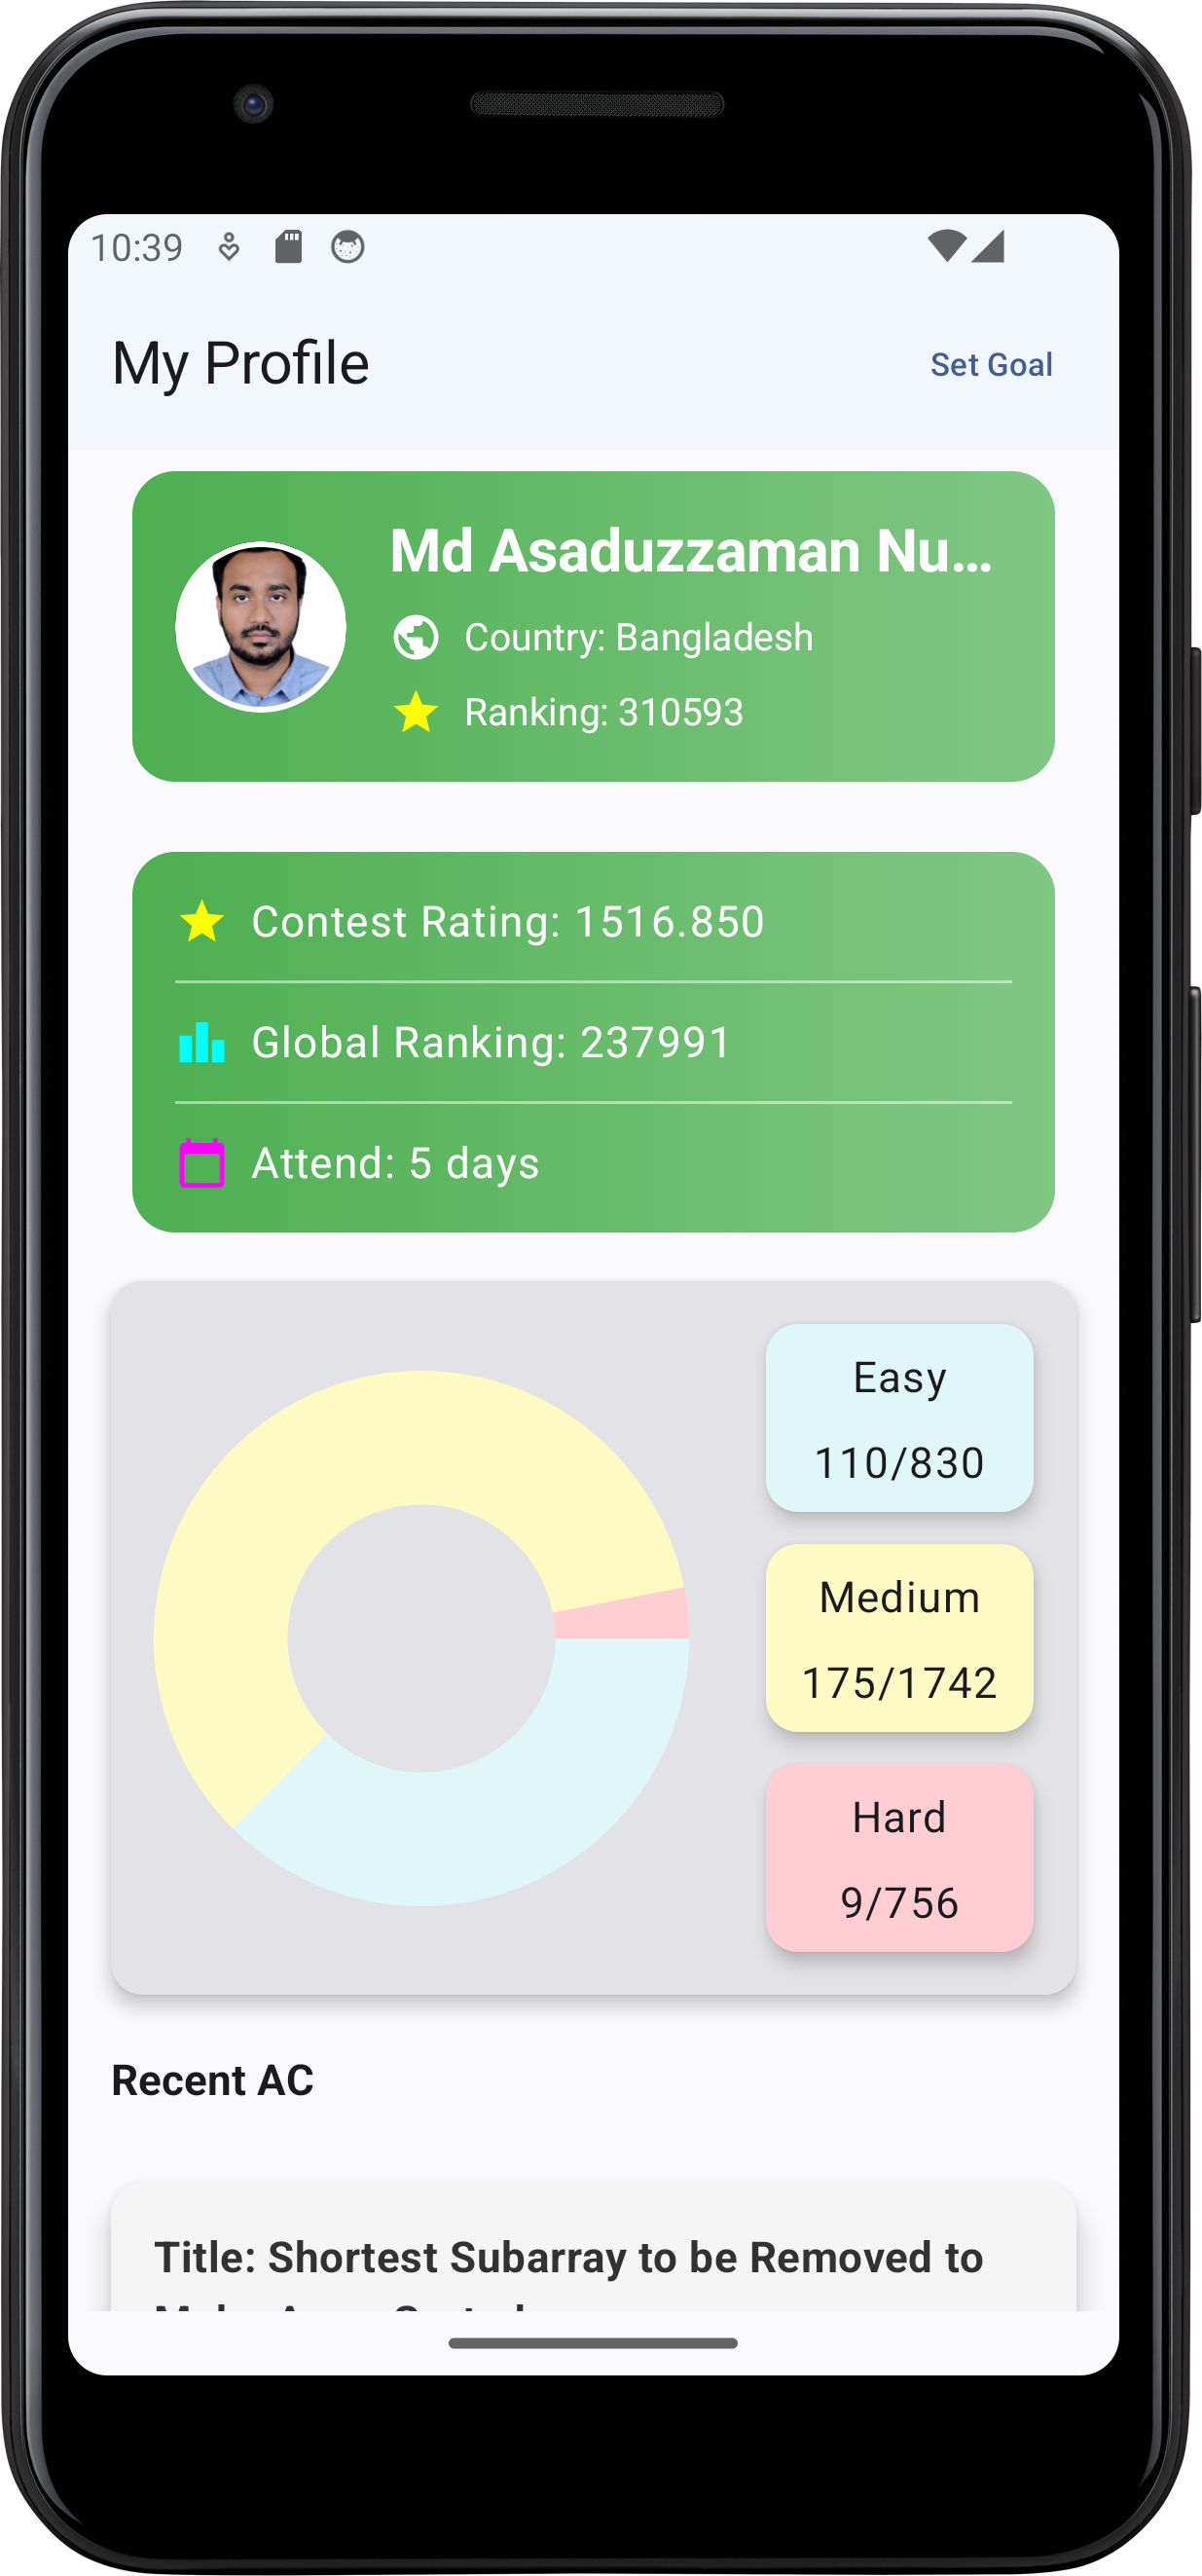 10:39
My Profile
Set Goal
Md Asaduzzaman Nu...
Country: Bangladesh
Ranking: 310593
Contest Rating: 1516.850
Global Ranking: 237991
Attend: 5 days
Easy
110/830
Medium
175/1742
Hard
9/756
Recent AC
Title: Shortest Subarray to be Removed to